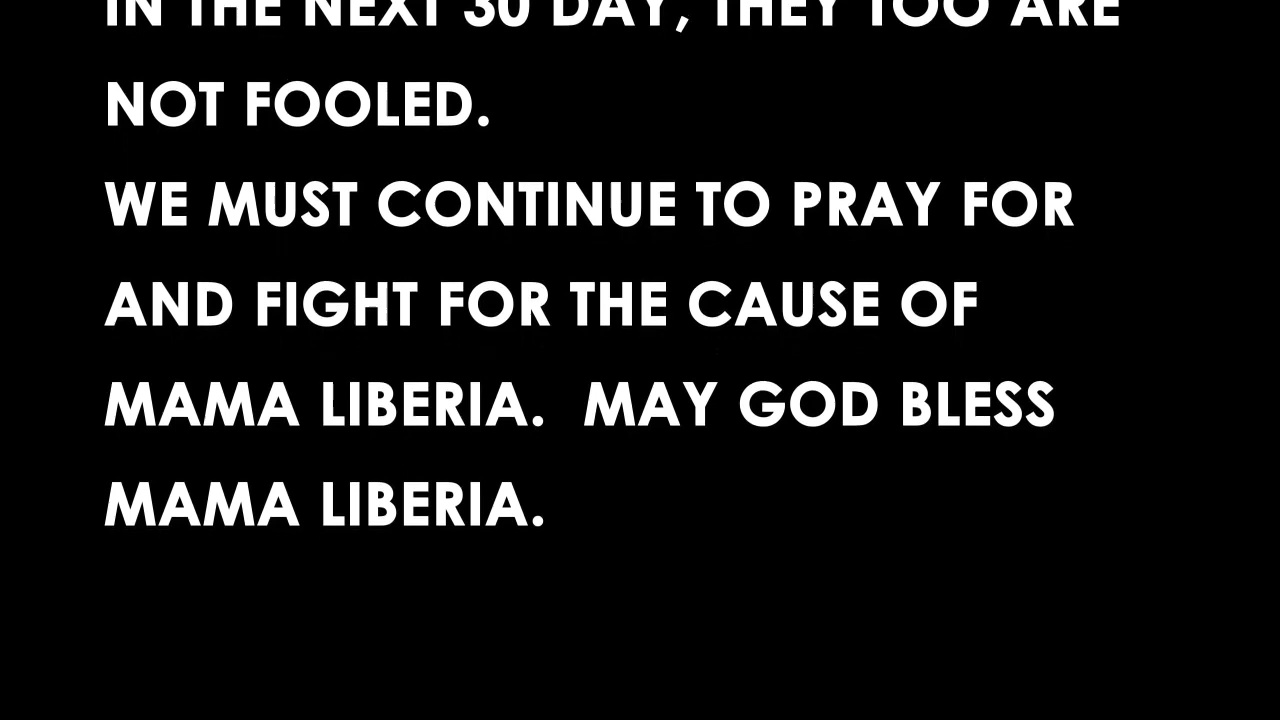 IN THE NEXT 30 DAY, THEY TOO ARE
NOT FOOLED.
WE MUST CONTINUE TO PRAY FOR
AND FIGHT FOR THE CAUSE OF
MAMA LIBERIA.  MAY GOD BLESS
MAMA LIBERIA.